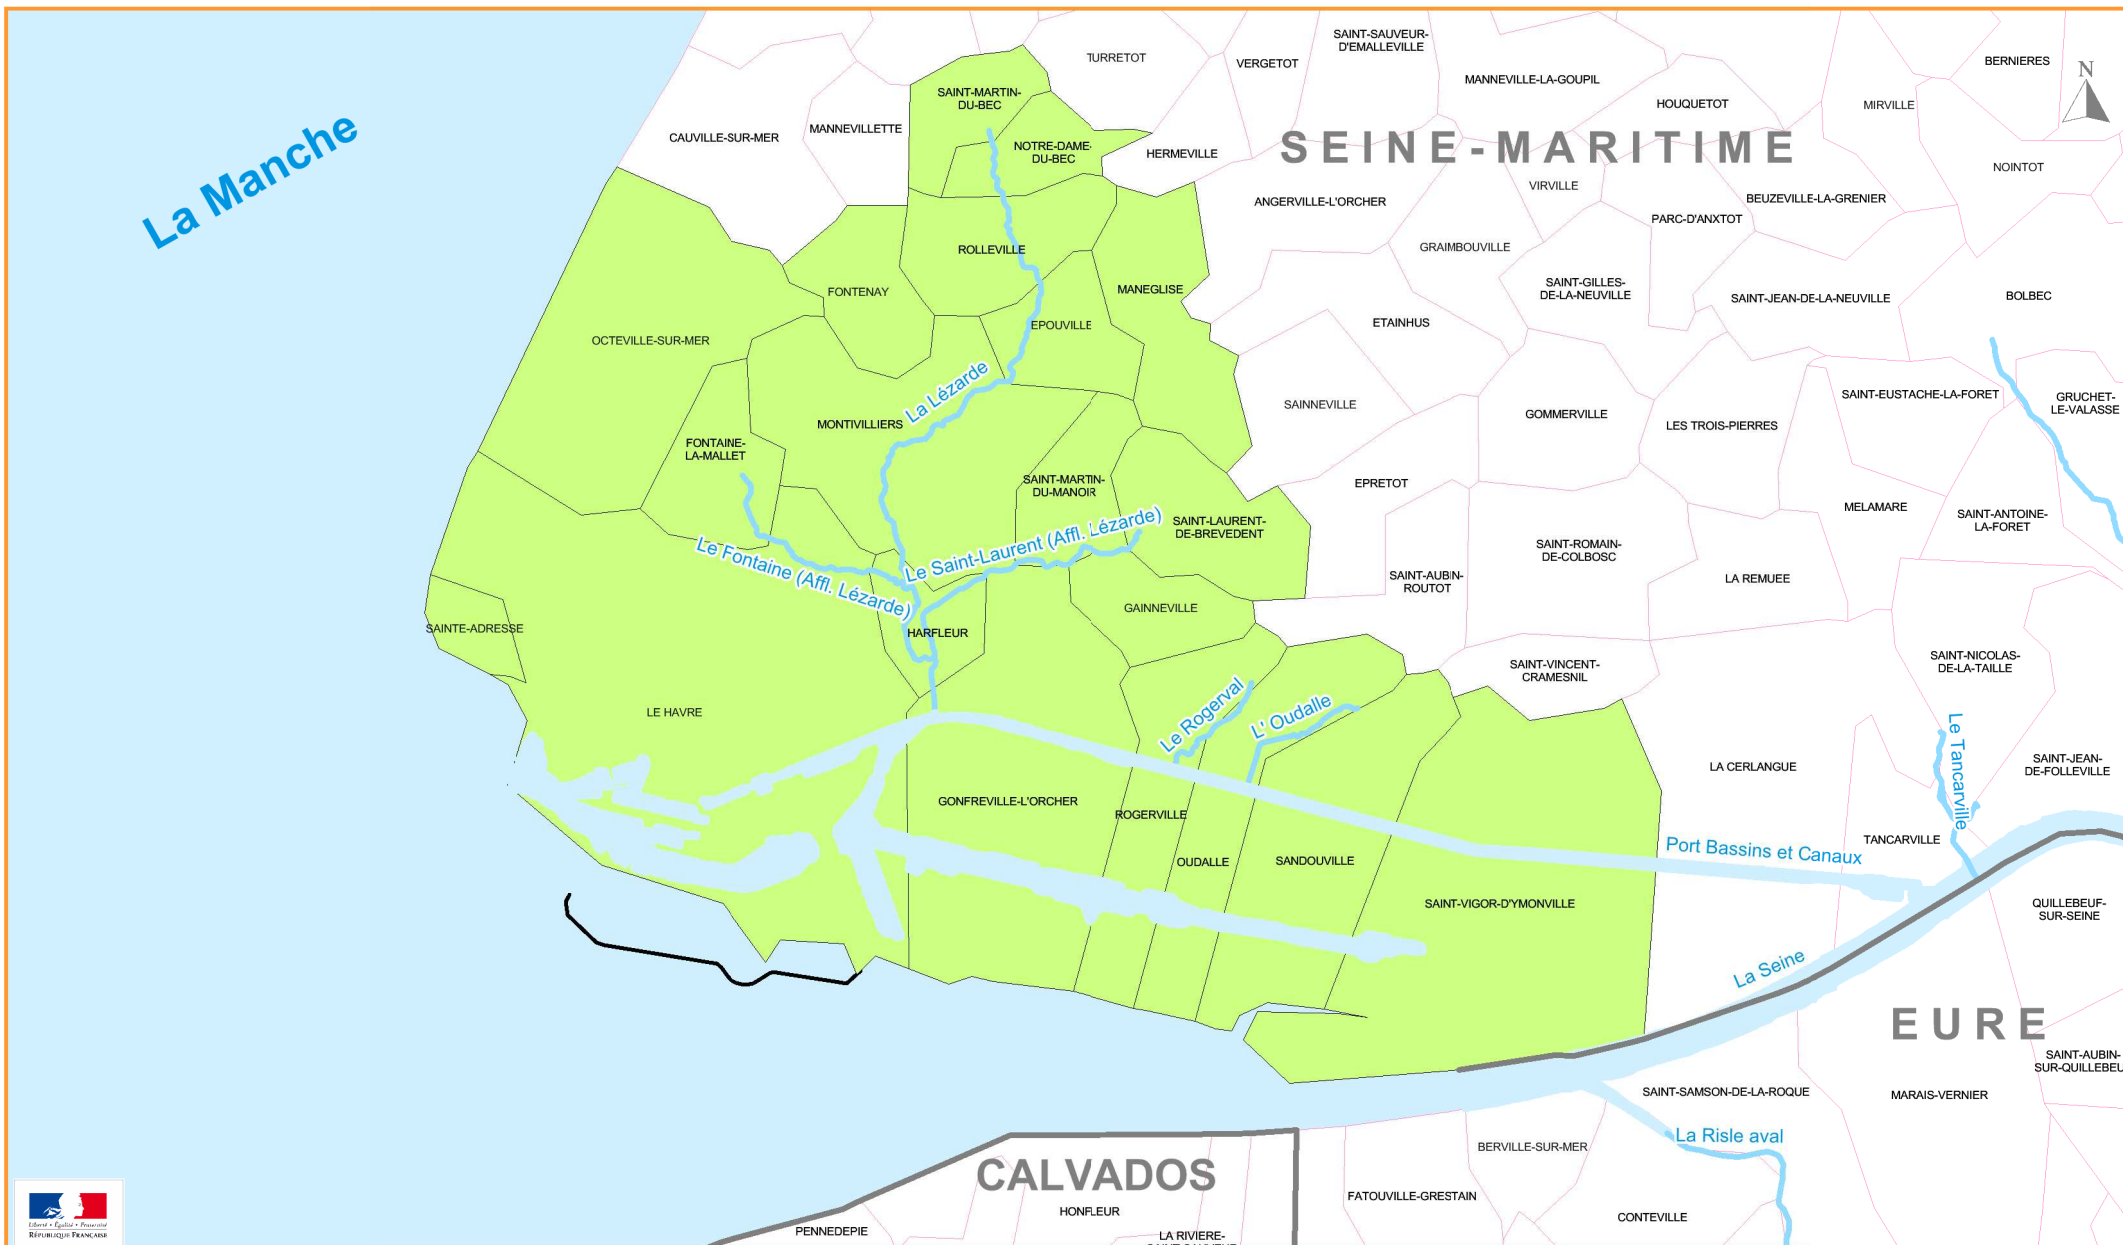 La Manche
SEINE-MARITIME
EURE
CALVADOS
N
SAINT-SAUVEUR-
D'EMALLEVILLE
TURRETOT
VERGETOT
MANNEVILLE-LA-GOUPIL
BERNIERES
HOUQUETOT
MIRVILLE
SAINT-MARTIN-
DU-BEC
CAUVILLE-SUR-MER
MANNEVILLETTE
NOTRE-DAME-
DU-BEC
HERMEVILLE
NOINTOT
VIRVILLE
ANGERVILLE-L'ORCHER
BEUZEVILLE-LA-GRENIER
PARC-D'ANXTOT
ROLLEVILLE
GRAIMBOUVILLE
FONTENAY
MANEGLISE
SAINT-GILLES-
DE-LA-NEUVILLE
SAINT-JEAN-DE-LA-NEUVILLE
BOLBEC
OCTEVILLE-SUR-MER
EPOUVILLE
ETAINHUS
La Lézarde
SAINNEVILLE
GOMMERVILLE
SAINT-EUSTACHE-LA-FORET
GRUCHET-
LE-VALASSE
MONTIVILLIERS
LES TROIS-PIERRES
FONTAINE-
LA-MALLET
SAINT-MARTIN-
DU-MANOIR
EPRETOT
MELAMARE
SAINT-ANTOINE-
LA-FORET
SAINT-LAURENT-
DE-BREVEDENT
Le Saint-Laurent (Affl. Lézarde)
Le Fontaine (Affl. Lézarde)
SAINT-ROMAIN-
DE-COLBOSC
SAINT-AUBIN-
ROUTOT
LA REMUEE
GAINNEVILLE
SAINTE-ADRESSE
HARFLEUR
SAINT-VINCENT-
CRAMESNIL
SAINT-NICOLAS-
DE-LA-TAILLE
LE HAVRE
Le Rogerval
L' Oudalle
Le Tancarville
LA CERLANGUE
SAINT-JEAN-
DE-FOLLEVILLE
GONFREVILLE-L'ORCHER
ROGERVILLE
OUDALLE
SANDOUVILLE
Port Bassins et Canaux
TANCARVILLE
SAINT-VIGOR-D'YMONVILLE
QUILLEBEUF-
SUR-SEINE
La Seine
SAINT-AUBIN-
SUR-QUILLEBEU
SAINT-SAMSON-DE-LA-ROQUE
MARAIS-VERNIER
La Risle aval
BERVILLE-SUR-MER
FATOUVILLE-GRESTAIN
CONTEVILLE
HONFLEUR
PENNEDEPIE
LA RIVIERE-
Liberté • Égalité • Fraternité
RÉPUBLIQUE FRANÇAISE